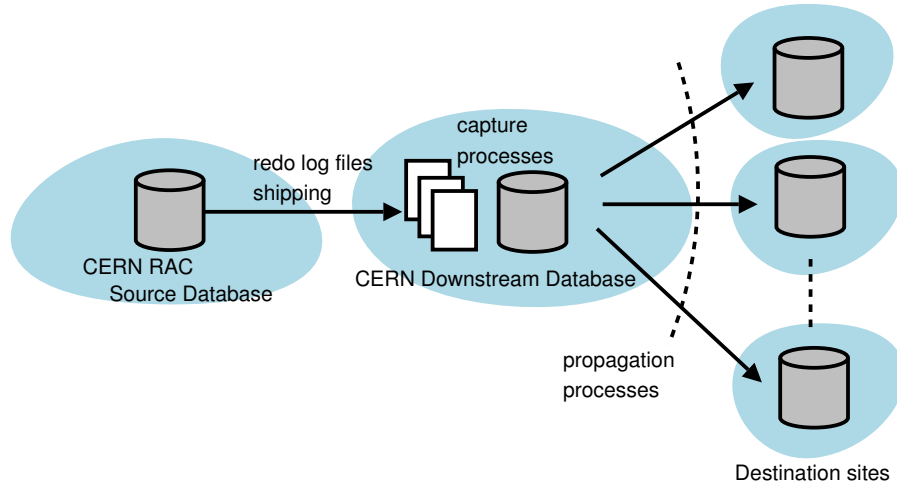 capture
processes
redo log files
shipping
CERN RAC
Source Database
CERN Downstream Database
propagation
processes
Destination sites